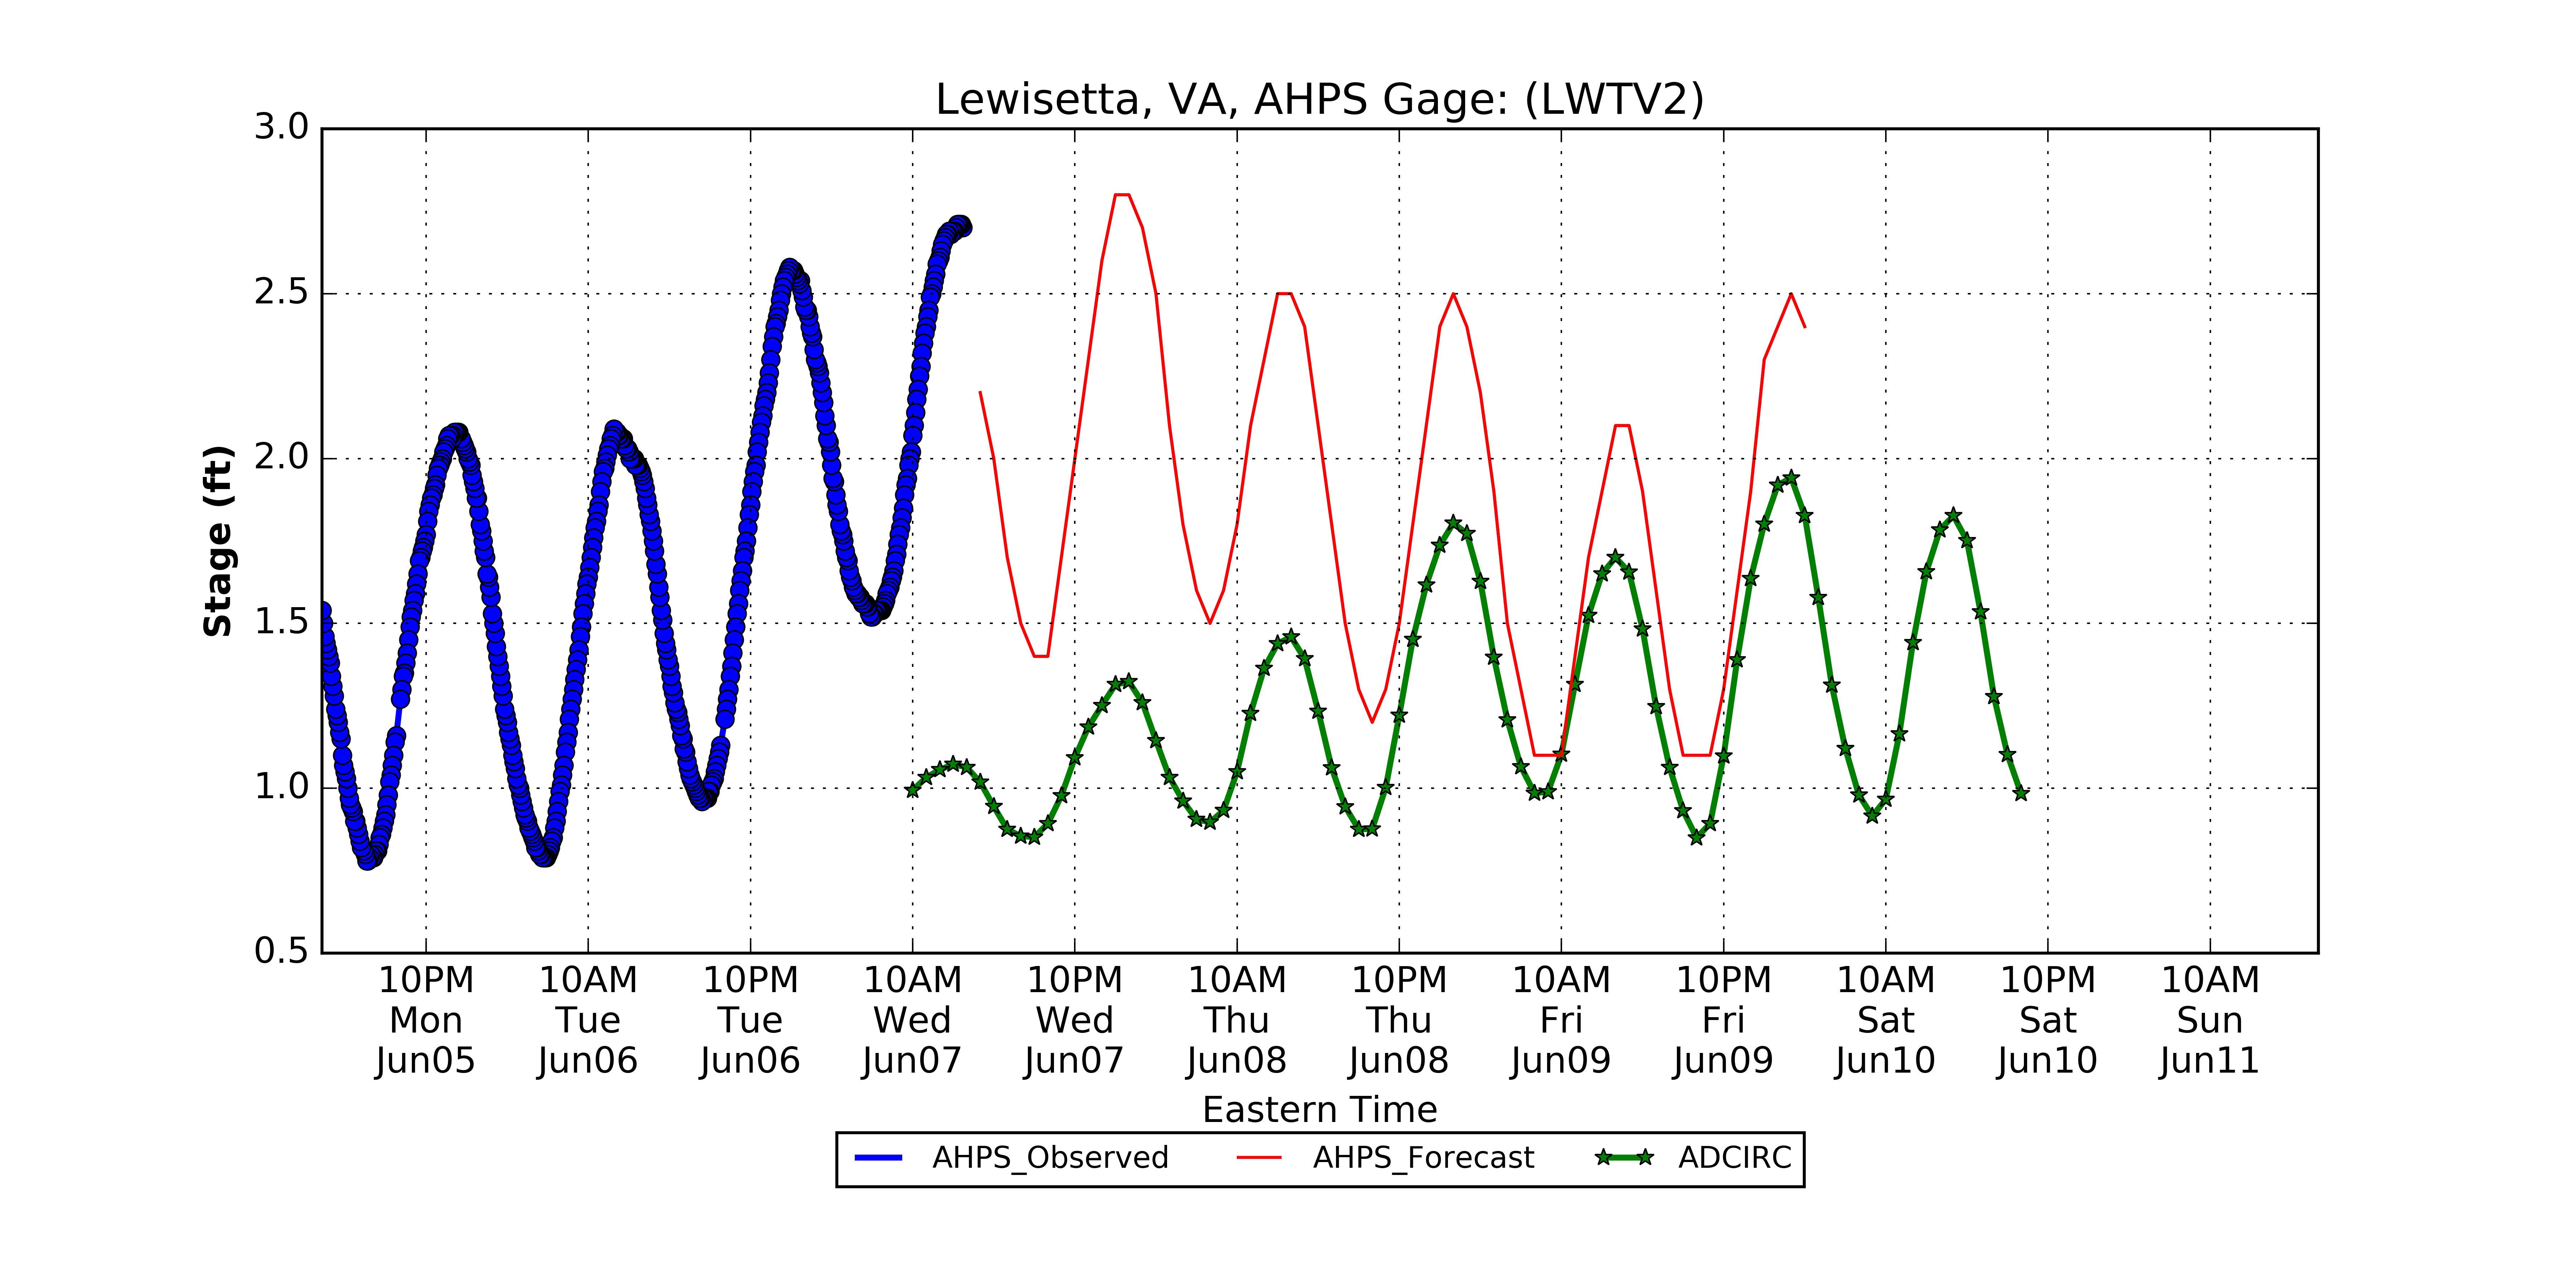 Lewisetta, VA, AHPS Gage: (LWTV2)
3.0
2.5
2.0
1.5
1.0
0.5
Stage (ft)
10PM 10AM 10PM 10AM 10PM 10AM 10PM 10AM 10PM 10AM 10PM 10AM
Mon Tue Tue Wed Wed Thu Thu Fri Fri Sat Sat Sun
Jun05 Jun06 Jun06 Jun07 Jun07 Jun08 Jun08 Jun09 Jun09 Jun10 Jun10 Jun11
Eastern Time
AHPS_Observed AHPS_Forecast ADCIRC